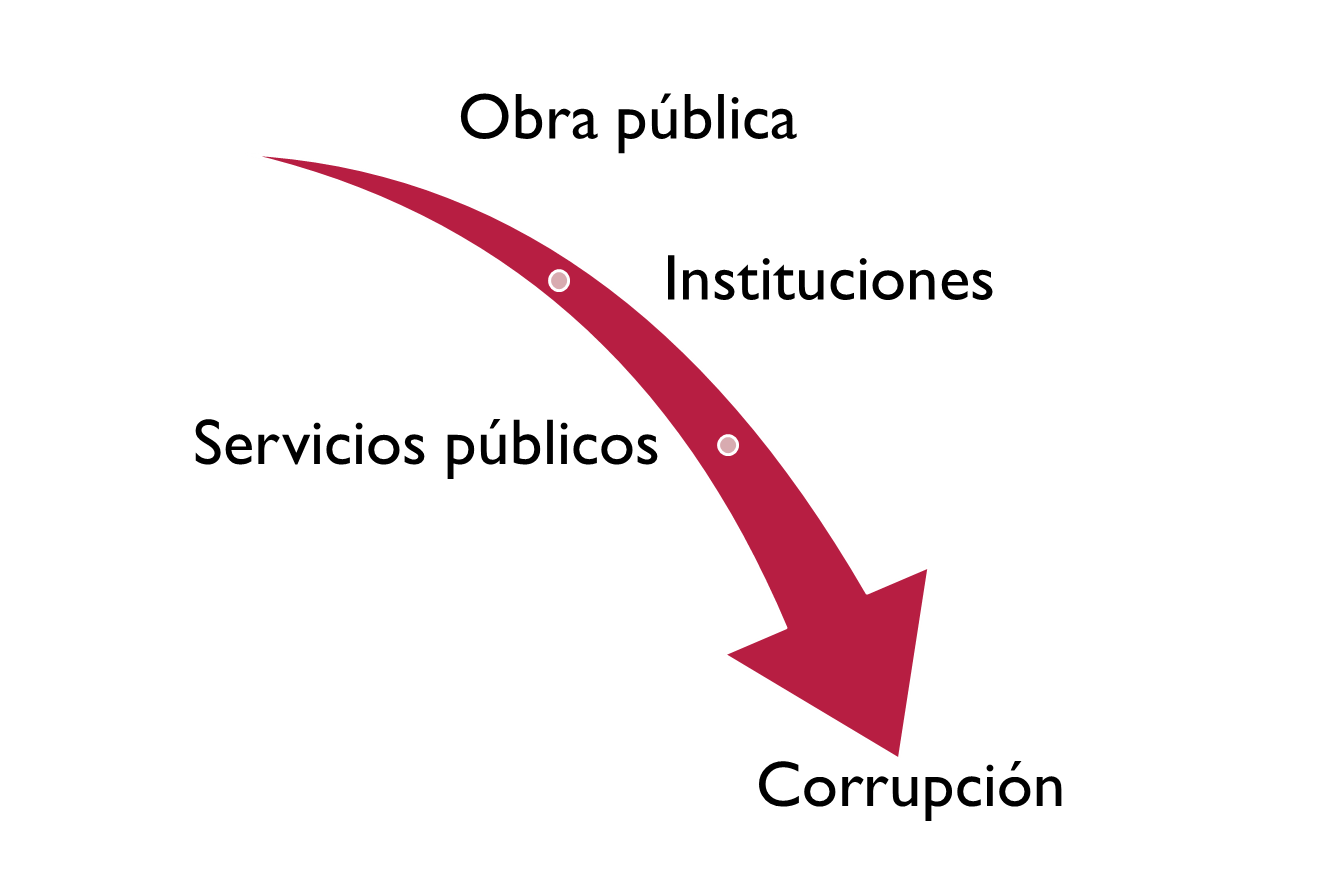 Obra pública
Instituciones
Servicios públicos
Corrupción